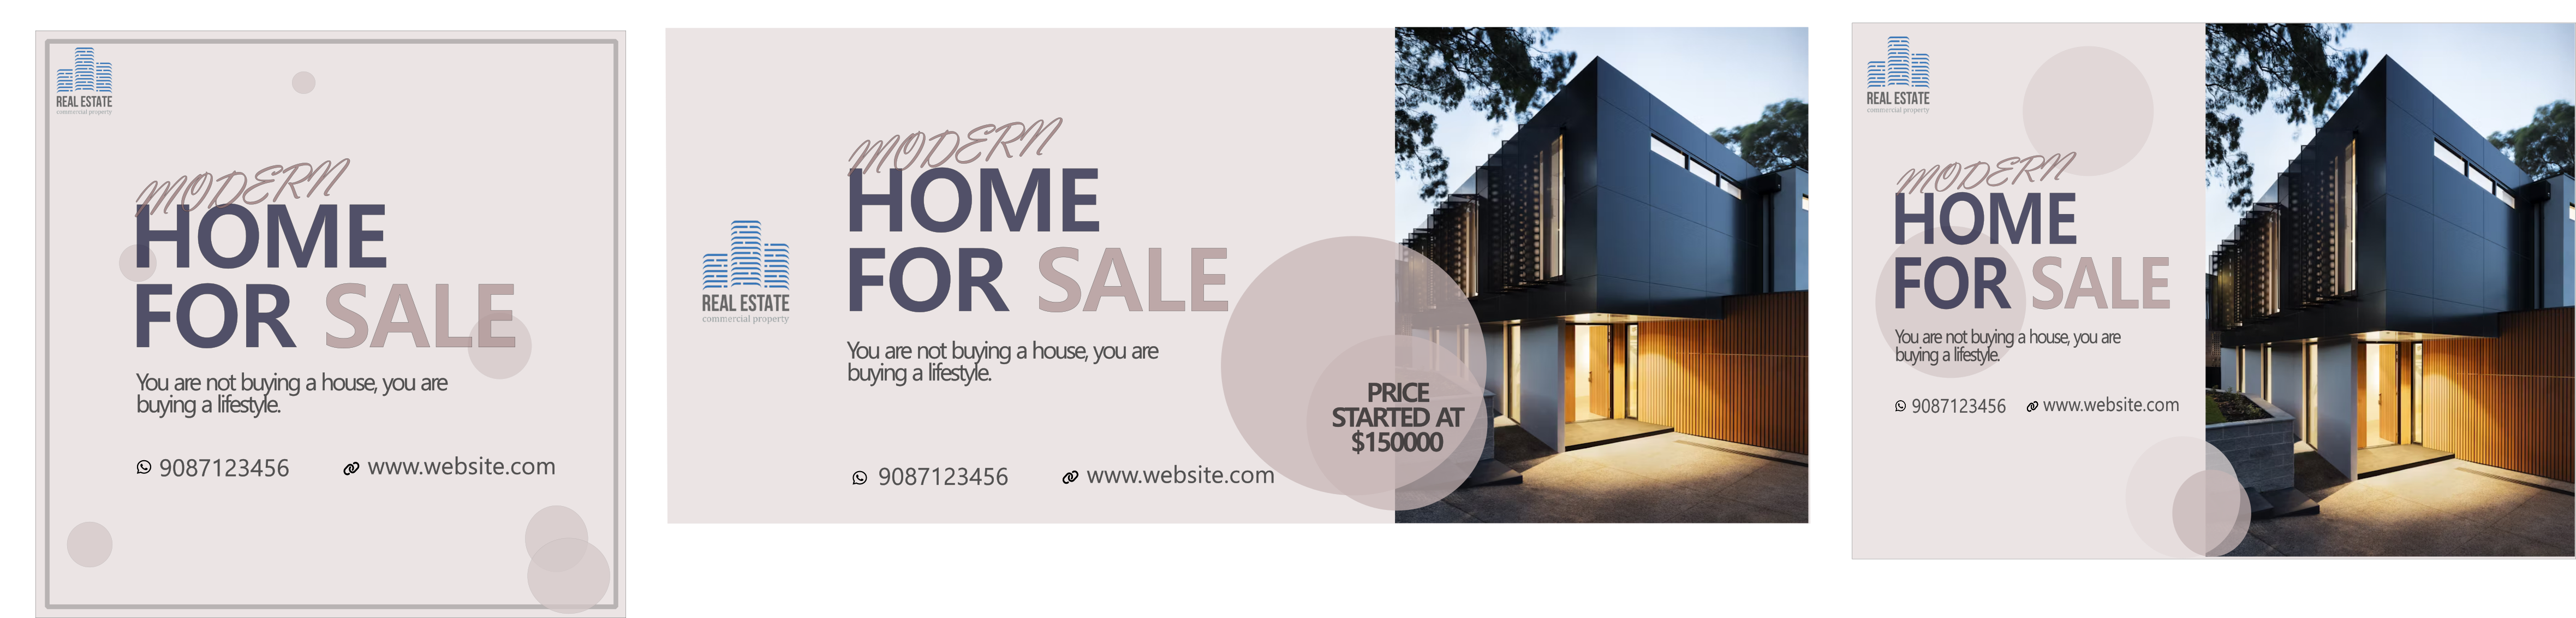 REAL ESTATE
commercial property
MODERN
HOME
FOR SALE
You are not buying a house, you are
buying a lifestyle.
9087123456 www.website.com
REAL ESTATE
commercial property
MODERN
HOME
FOR SALE
You are not buying a house, you are
buying a lifestyle.
9087123456 www.website.com
PRICE
STARTED AT
$150000
REAL ESTATE
commercial property
MODERN
HOME
FOR SALE
You are not buying a house, you are
buying a lifestyle.
9087123456 www.website.com